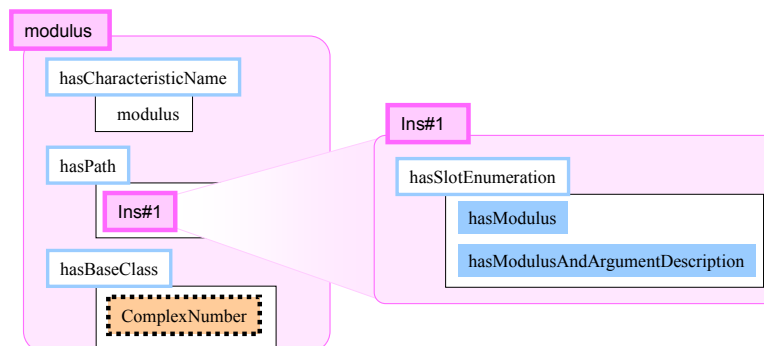 modulus
hasCharacteristicName
modulus
hasPath
Ins#1
hasBaseClass
ComplexNumber
Ins#1
hasSlotEnumeration
hasModulus
hasModulusAndArgumentDescription